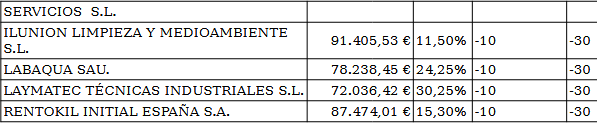 SERVICIOS S.L.
ILUNION LIMPIEZA Y MEDIOAMBIENTE
S.L. 91.405,53 € 11,50% -10 -30
LABAQUA SAU. 78.238,45 € 24,25% -10 -30
LAYMATEC TÉCNICAS INDUSTRIALES S.L. 72.036,42 € 30,25% -10 -30
RENTOKIL INITIAL ESPAÑA S.A. 87.474,01 € 15,30% -10 -30